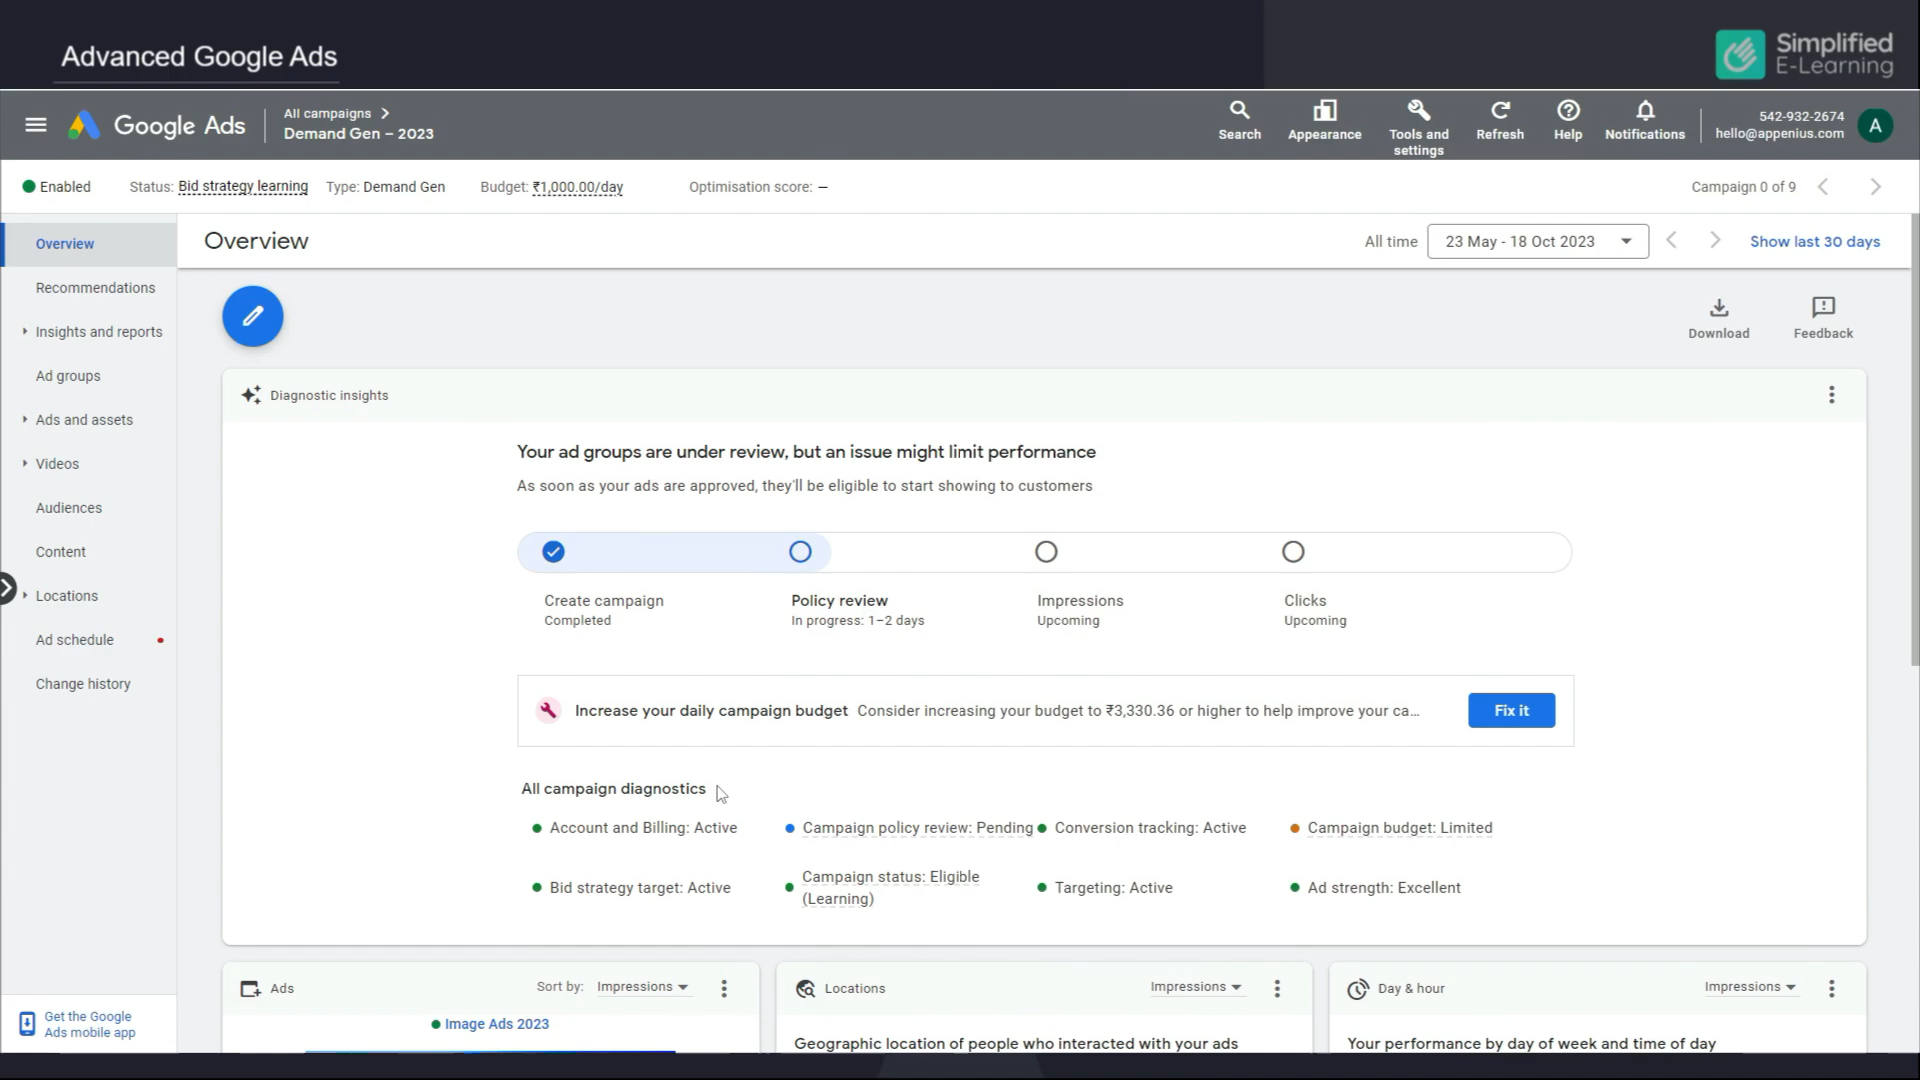 Advanced Google Ads
Simplified
E-Learning
Google Ads
All campaigns
Demand Gen – 2023
Search
Appearance
Tools and
settings
Refresh
Help
Notifications
542-932-2674
hello@appenius.com
A
Enabled
Status: Bid strategy learning
Type: Demand Gen
Budget: ₹1,000.00/day
Optimisation score: –
Campaign 0 of 9
Overview
Recommendations
Insights and reports
Ad groups
Ads and assets
Videos
Audiences
Content
Locations
Ad schedule
Change history
Get the Google
Ads mobile app
Overview
All time
23 May - 18 Oct 2023
Show last 30 days
Download
Feedback
Diagnostic insights
Your ad groups are under review, but an issue might limit performance
As soon as your ads are approved, they'll be eligible to start showing to customers
Create campaign
Completed
Policy review
In progress: 1–2 days
Impressions
Upcoming
Clicks
Upcoming
Increase your daily campaign budget Consider increasing your budget to ₹3,330.36 or higher to help improve your ca...
Fix it
All campaign diagnostics
Account and Billing: Active
Campaign policy review: Pending
Conversion tracking: Active
Campaign budget: Limited
Bid strategy target: Active
Campaign status: Eligible
(Learning)
Targeting: Active
Ad strength: Excellent
Ads
Sort by: Impressions
Image Ads 2023
Locations
Impressions
Geographic location of people who interacted with your ads
Day & hour
Impressions
Your performance by day of week and time of day